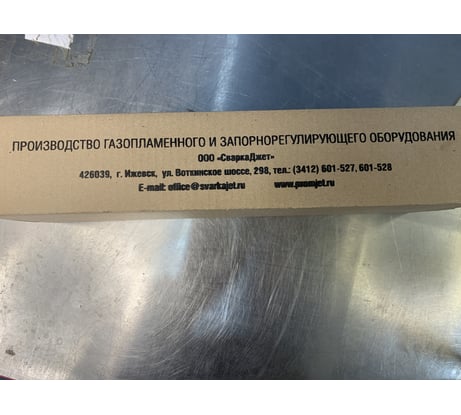 ПРОИЗВОДСТВО ГАЗОПЛАМЕННОГО И ЗАПОРНОРЕГУЛИРУЮЩЕГО ОБОРУДОВАНИЯ
ООО «СваркаДжет»
426039, г. Ижевск, ул. Воткинское шоссе, 298, тел.: (3412) 601-527, 601-528
E-mail: office@svarkajet.ru www.promjet.ru